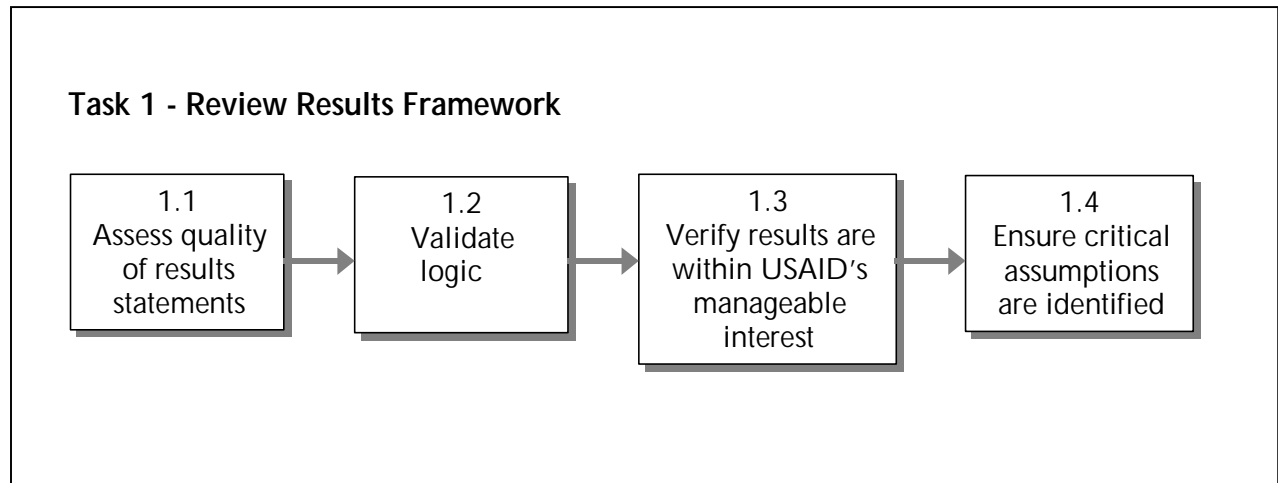 Task 1 - Review Results Framework
1.1
Assess quality
of results
statements
1.2
Validate
logic
1.3
Verify results are
within USAID's
manageable
interest
1.4
Ensure critical
assumptions
are identified